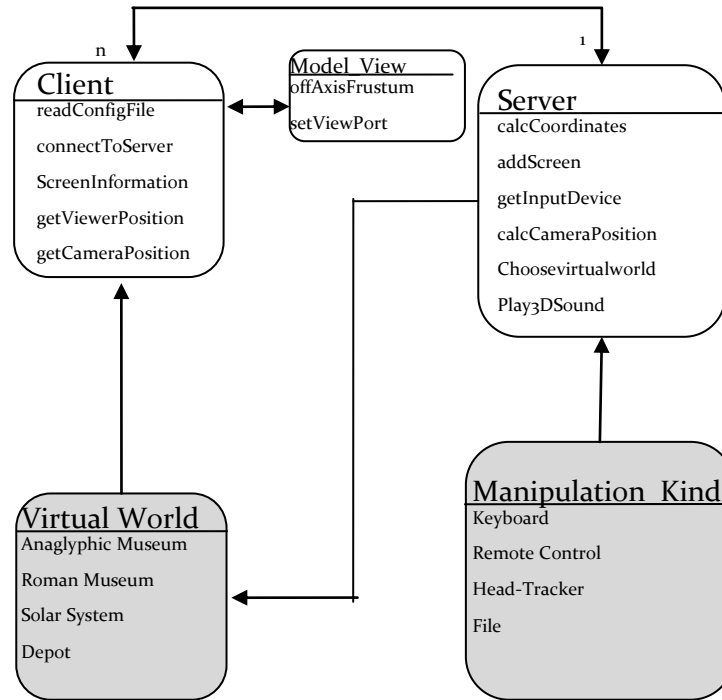 n
1
Client
readConfigFile
connectToServer
ScreenInformation
getViewerPosition
getCameraPosition
Model_View
offAxisFrustum
setViewPort
Server
calcCoordinates
addScreen
getInputDevice
calcCameraPosition
Choosevirtualworld
Play3DSound
Virtual World
Anaglyphic Museum
Roman Museum
Solar System
Depot
Manipulation_Kind
Keyboard
Remote Control
Head-Tracker
File